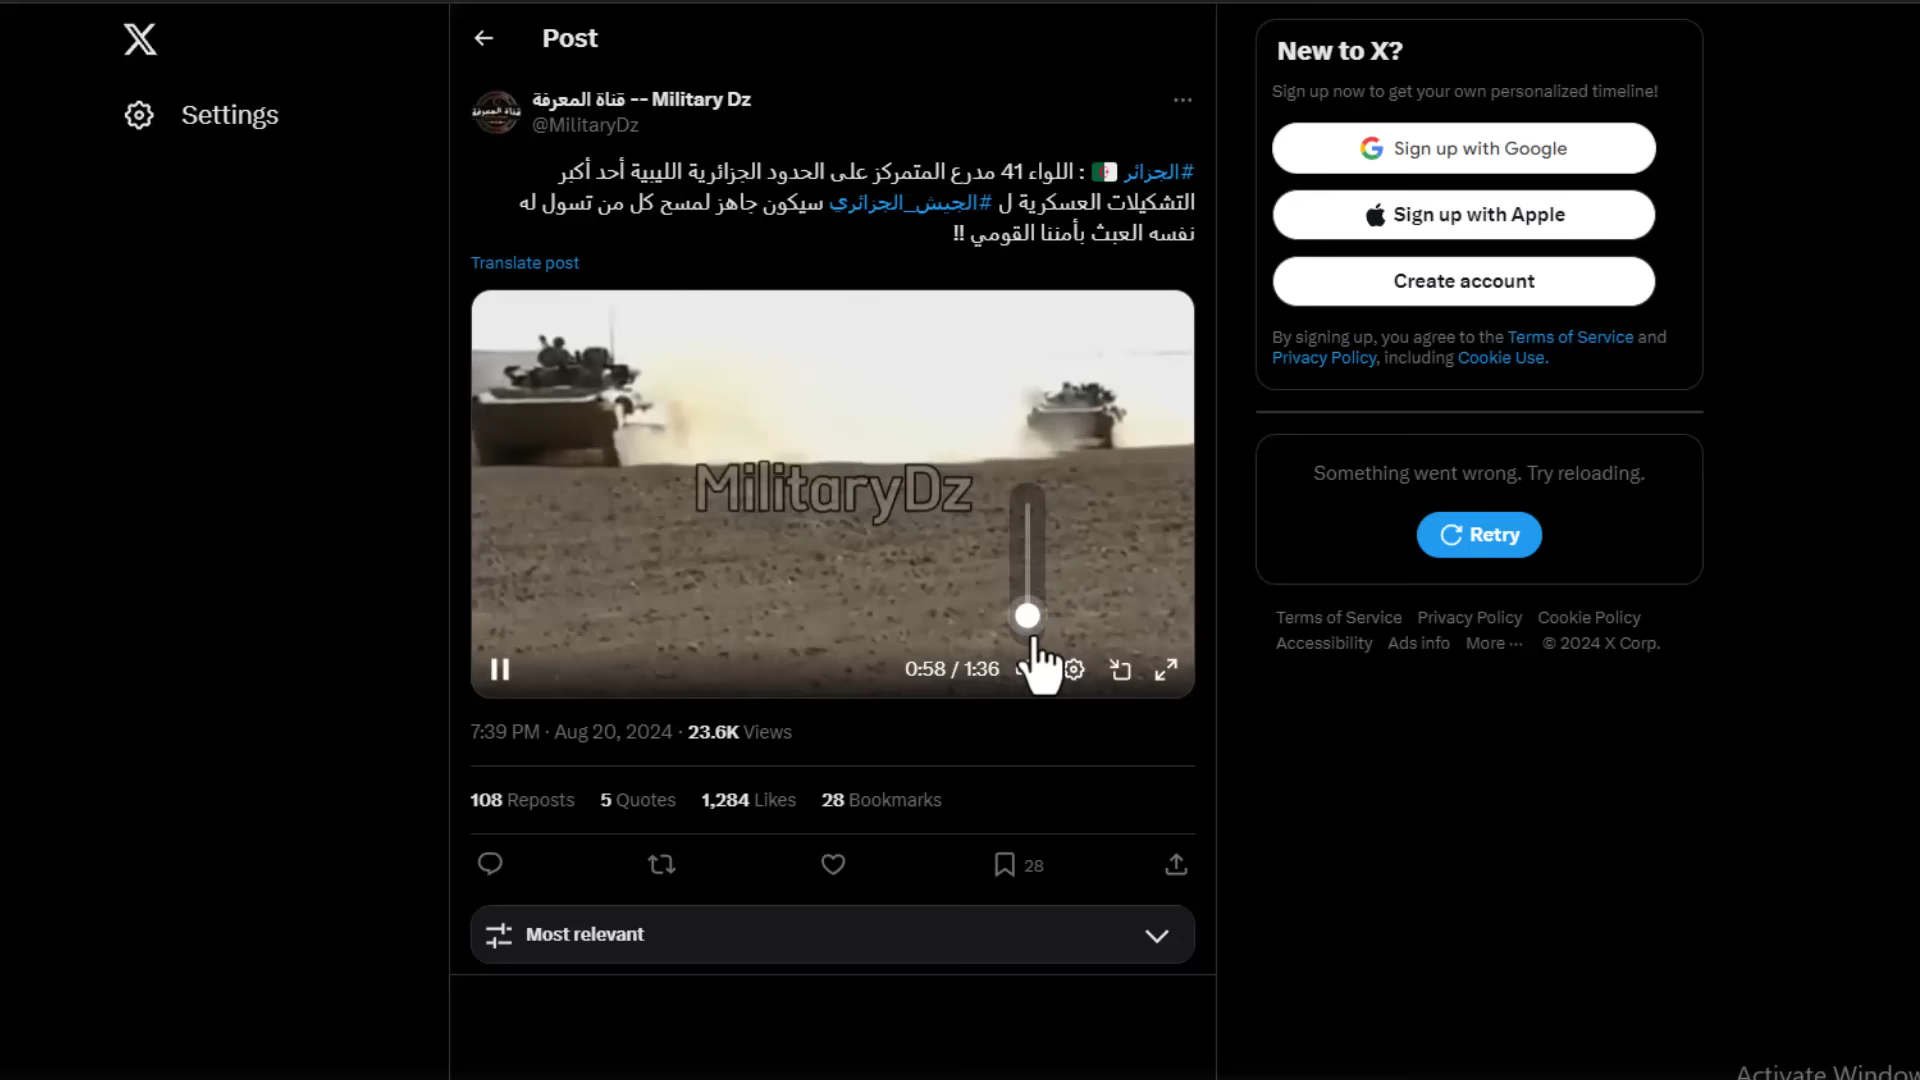 Settings
Post
قناة المعرفة -- Military Dz
@MilitaryDz
#الجزائر 🇩🇿 : اللواء 41 مدرع المتمركز على الحدود الجزائرية الليبية أحد أكبر
التشكيلات العسكرية ل #الجيش_الجزائري سيكون جاهز لمسح كل من تسول له
نفسه العبث بأمننا القومي !!
Translate post
MilitaryDz
0:58 / 1:36
7:39 PM · Aug 20, 2024 · 23.6K Views
108 Reposts 5 Quotes 1,284 Likes 28 Bookmarks
28
Most relevant
New to X?
Sign up now to get your own personalized timeline!
Sign up with Google
Sign up with Apple
Create account
By signing up, you agree to the Terms of Service and
Privacy Policy, including Cookie Use.
Something went wrong. Try reloading.
Retry
Terms of Service Privacy Policy Cookie Policy
Accessibility Ads info More ··· © 2024 X Corp.
Activate Window